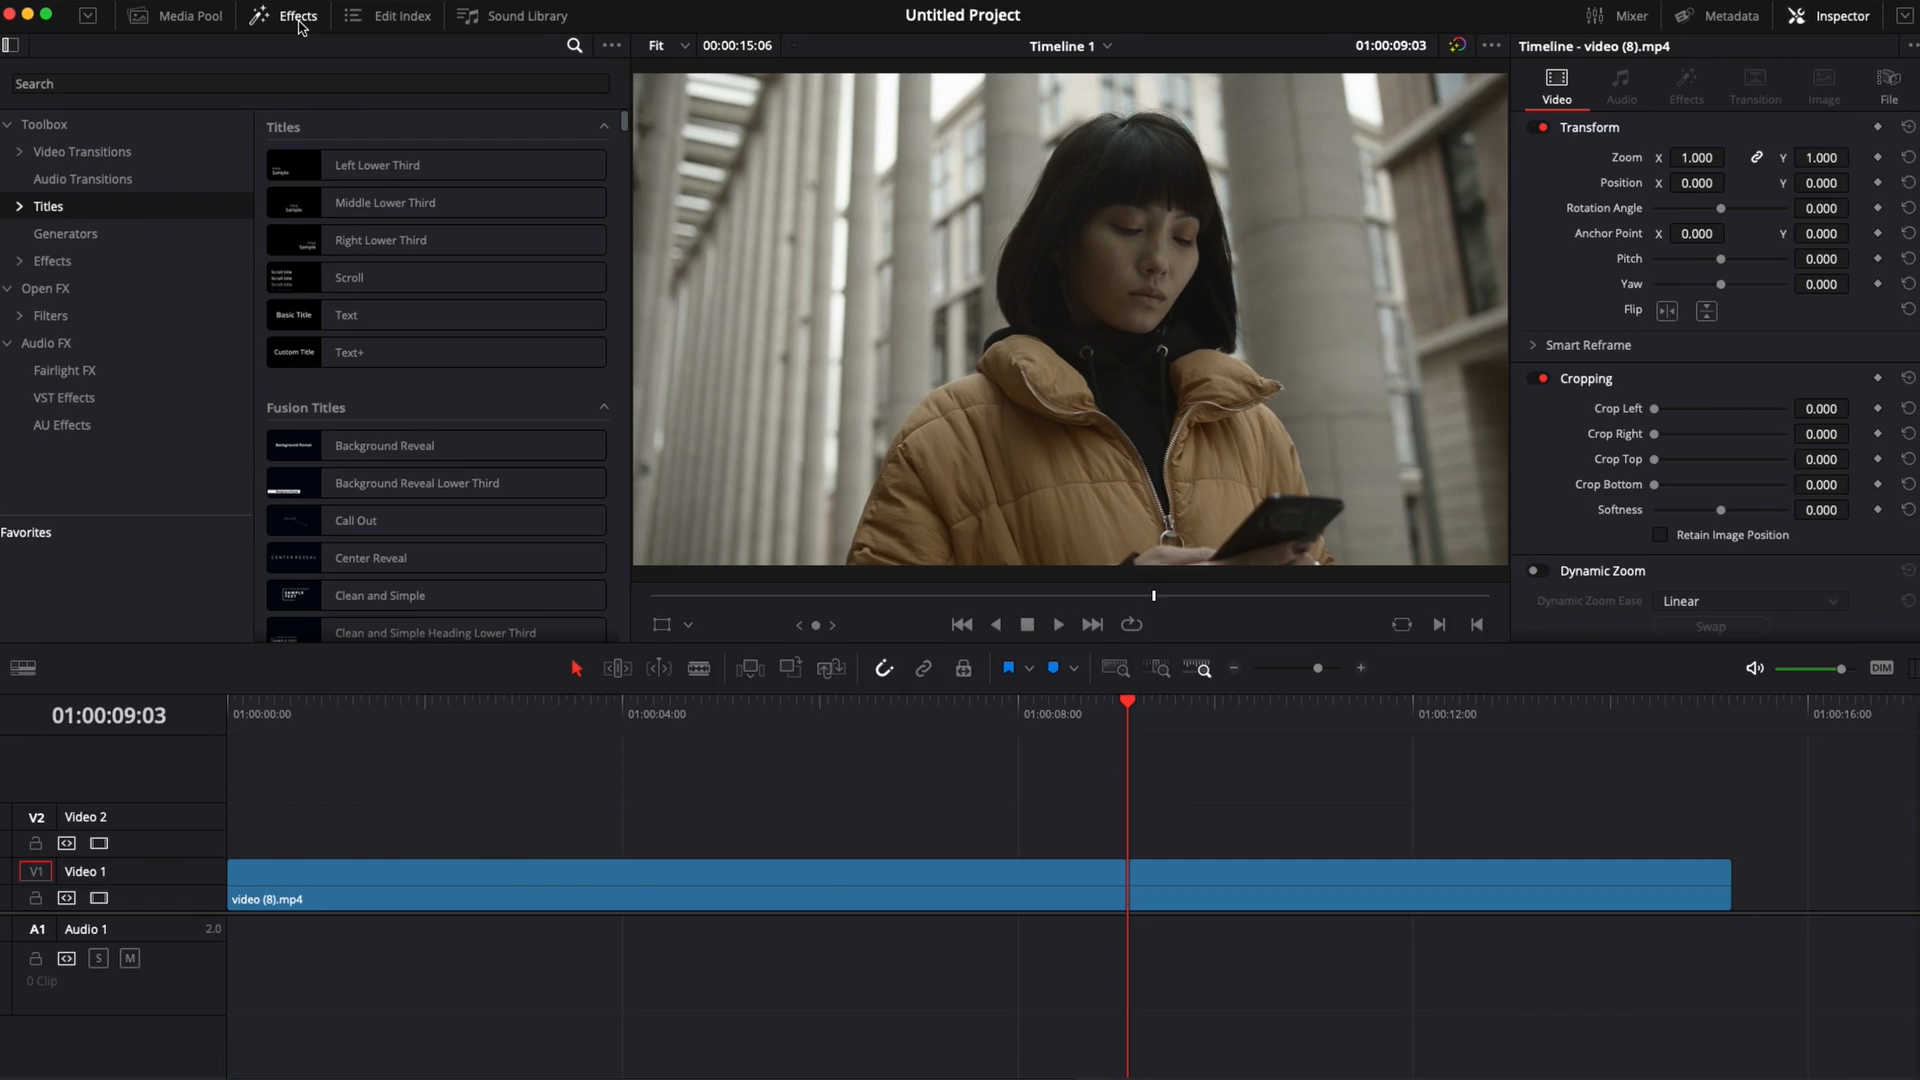 Media Pool Effects Edit Index Sound Library Untitled Project Mixer Metadata Inspector
Fit 00:00:15:06 Timeline 1 01:00:09:03 Timeline - video (8).mp4
Search
Video Audio Effects Transition Image File
Toolbox
Video Transitions
Audio Transitions
Titles
Generators
Effects
Open FX
Filters
Audio FX
Fairlight FX
VST Effects
AU Effects
Favorites
Titles
Left Lower Third
Middle Lower Third
Right Lower Third
Scroll
Basic Title Text
Custom Title Text+
Fusion Titles
Background Reveal Background Reveal
Background Reveal Lower Third
Call Out
CENTER REVEAL Center Reveal
SAMPLE TEXT Clean and Simple
Clean and Simple Heading Lower Third
Transform
Zoom X 1.000 Y 1.000
Position X 0.000 Y 0.000
Rotation Angle 0.000
Anchor Point X 0.000 Y 0.000
Pitch 0.000
Yaw 0.000
Flip
Smart Reframe
Cropping
Crop Left 0.000
Crop Right 0.000
Crop Top 0.000
Crop Bottom 0.000
Softness 0.000
Retain Image Position
Dynamic Zoom
Dynamic Zoom Ease Linear
Swap
DIM
01:00:09:03 01:00:00:00 01:00:04:00 01:00:08:00 01:00:12:00 01:00:16:00
V2 Video 2
V1 Video 1
video (8).mp4
A1 Audio 1 2.0
S M
0 Clip